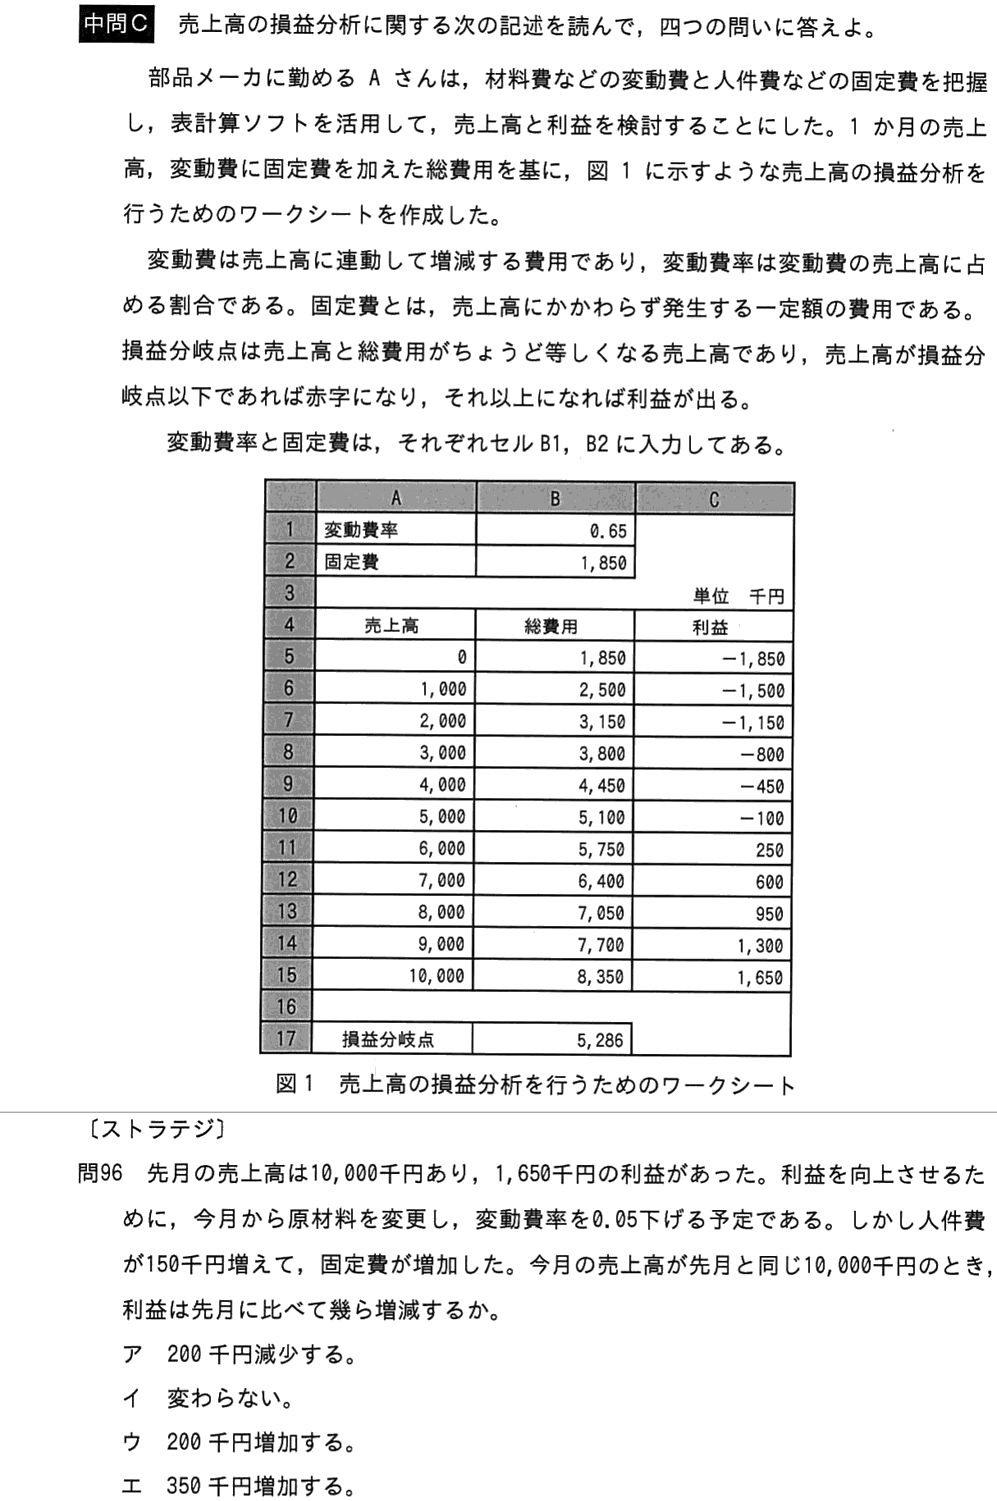 中問C 売上高の損益分析に関する次の記述を読んで，四つの問いに答えよ。
部品メーカに勤める A さんは，材料費などの変動費と人件費などの固定費を把握
し，表計算ソフトを活用して，売上高と利益を検討することにした。1 か月の売上
高，変動費に固定費を加えた総費用を基に，図 1 に示すような売上高の損益分析を
行うためのワークシートを作成した。
変動費は売上高に連動して増減する費用であり，変動費率は変動費の売上高に占
める割合である。固定費とは，売上高にかかわらず発生する一定額の費用である。
損益分岐点は売上高と総費用がちょうど等しくなる売上高であり，売上高が損益分
岐点以下であれば赤字になり，それ以上になれば利益が出る。
変動費率と固定費は，それぞれセル B1，B2 に入力してある。
A B C
1 変動費率 0.65
2 固定費 1,850
3 単位 千円
4 売上高 総費用 利益
5 0 1,850 －1,850
6 1,000 2,500 －1,500
7 2,000 3,150 －1,150
8 3,000 3,800 －800
9 4,000 4,450 －450
10 5,000 5,100 －100
11 6,000 5,750 250
12 7,000 6,400 600
13 8,000 7,050 950
14 9,000 7,700 1,300
15 10,000 8,350 1,650
16
17 損益分岐点 5,286
図 1 売上高の損益分析を行うためのワークシート
〔ストラテジ〕
問96 先月の売上高は10,000千円あり，1,650千円の利益があった。利益を向上させるた
めに，今月から原材料を変更し，変動費率を0.05下げる予定である。しかし人件費
が150千円増えて，固定費が増加した。今月の売上高が先月と同じ10,000千円のとき，
利益は先月に比べて幾ら増減するか。
ア 200 千円減少する。
イ 変わらない。
ウ 200 千円増加する。
エ 350 千円増加する。